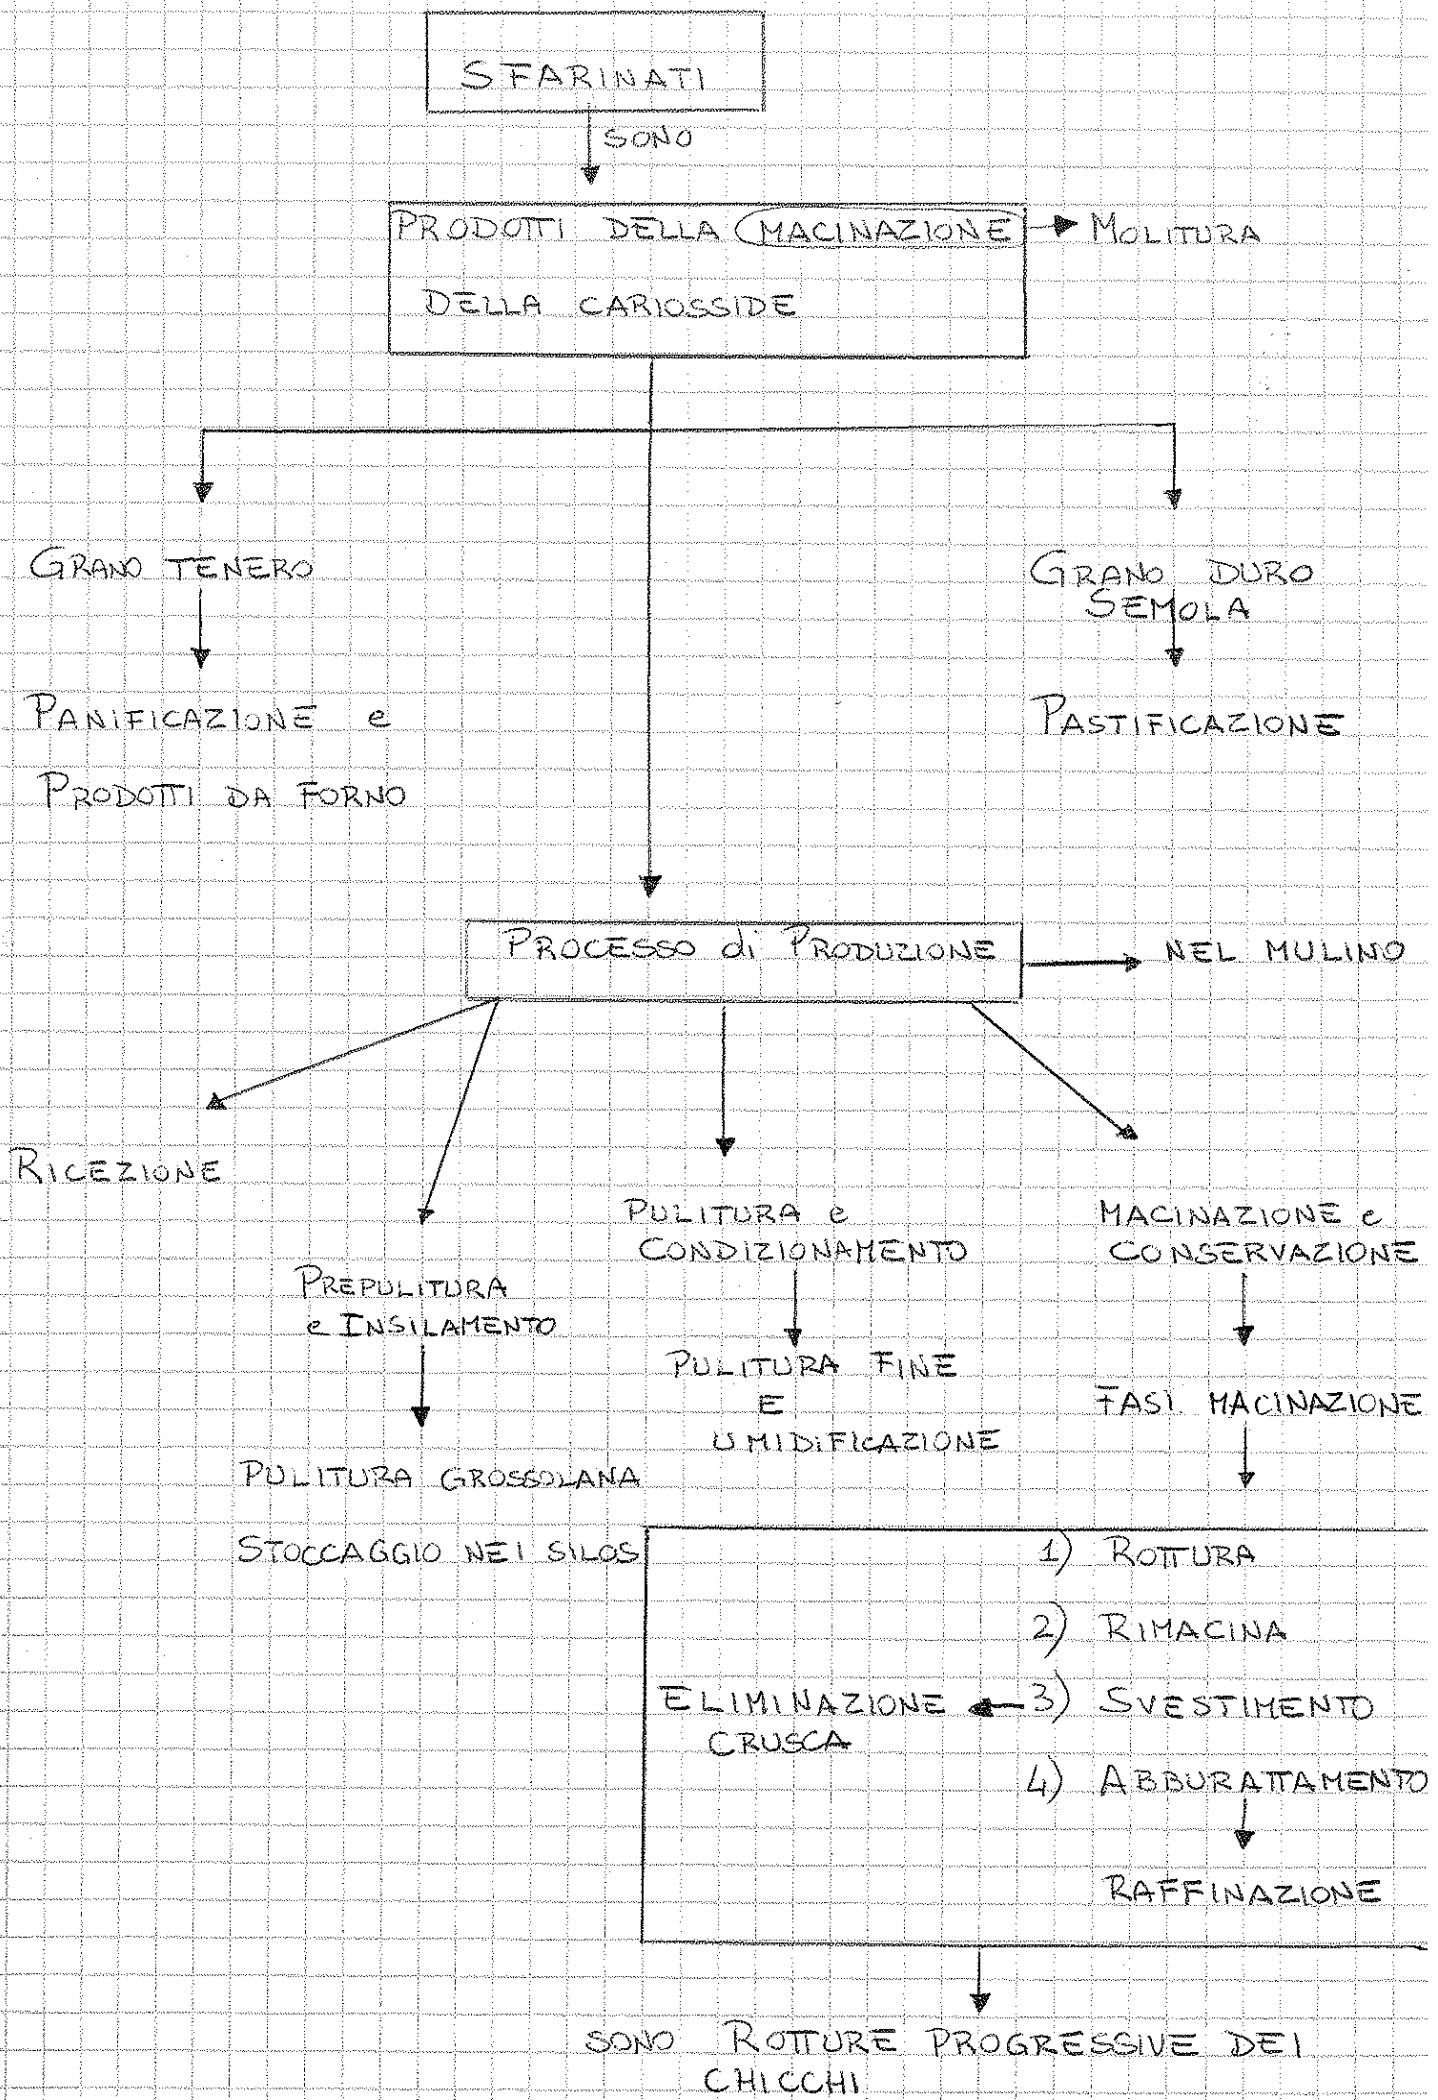 SFARINATI
SONO
PRODOTTI DELLA MACINAZIONE
MOLITURA
DELLA CARIOSSIDE
GRANO TENERO
GRANO DURO
SEMOLA
PANIFICAZIONE e
PRODOTTI DA FORNO
PASTIFICAZIONE
PROCESSO di PRODUZIONE
NEL MULINO
RICEZIONE
PREPULITURA
e INSILAMENTO
PULITURA GROSSOLANA
STOCCAGGIO NEI SILOS
PULITURA e
CONDIZIONAMENTO
PULITURA FINE
E
UMIDIFICAZIONE
MACINAZIONE e
CONSERVAZIONE
FASI MACINAZIONE
1) ROTTURA
2) RIMACINA
3) SVESTIMENTO
ELIMINAZIONE
CRUSCA
4) ABBURATTAMENTO
RAFFINAZIONE
SONO ROTTURE PROGRESSIVE DEI
CHICCHI